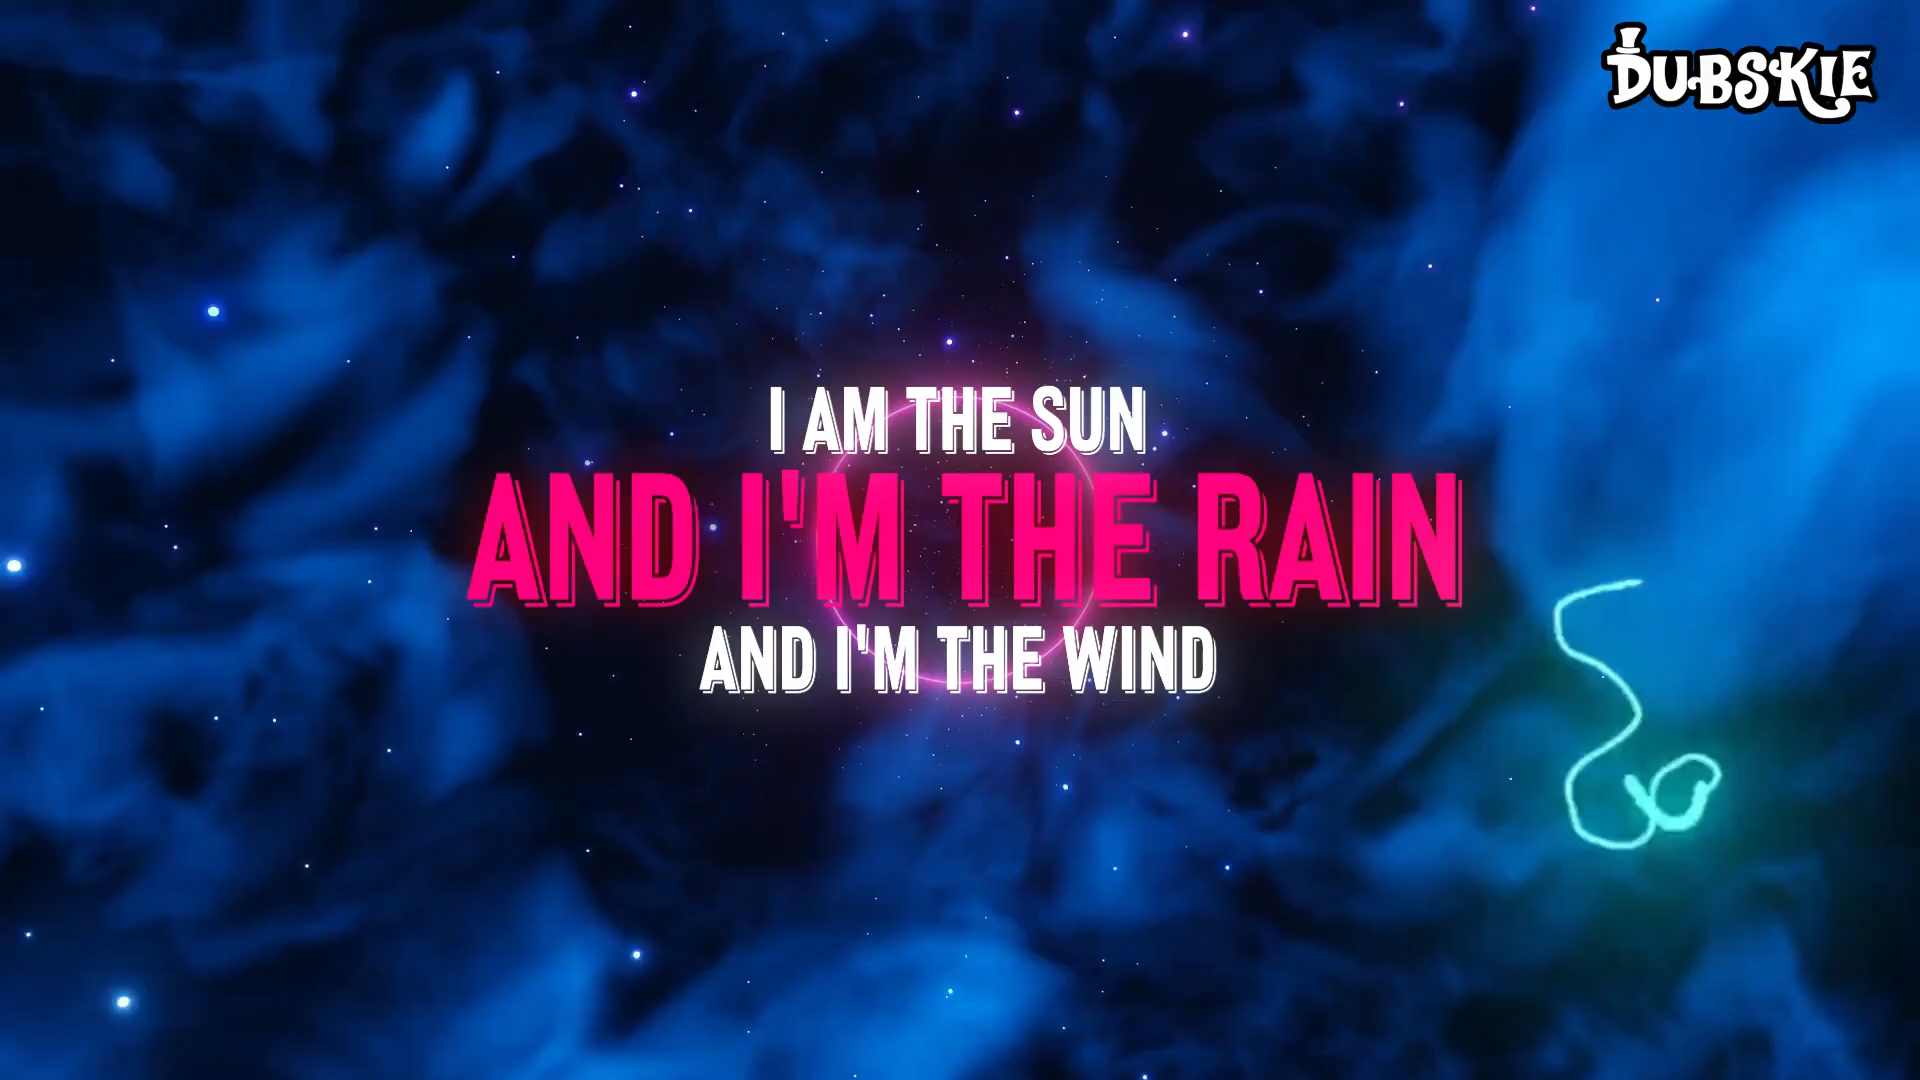 DUBSKIE
I AM THE SUN
AND I'M THE RAIN
AND I'M THE WIND